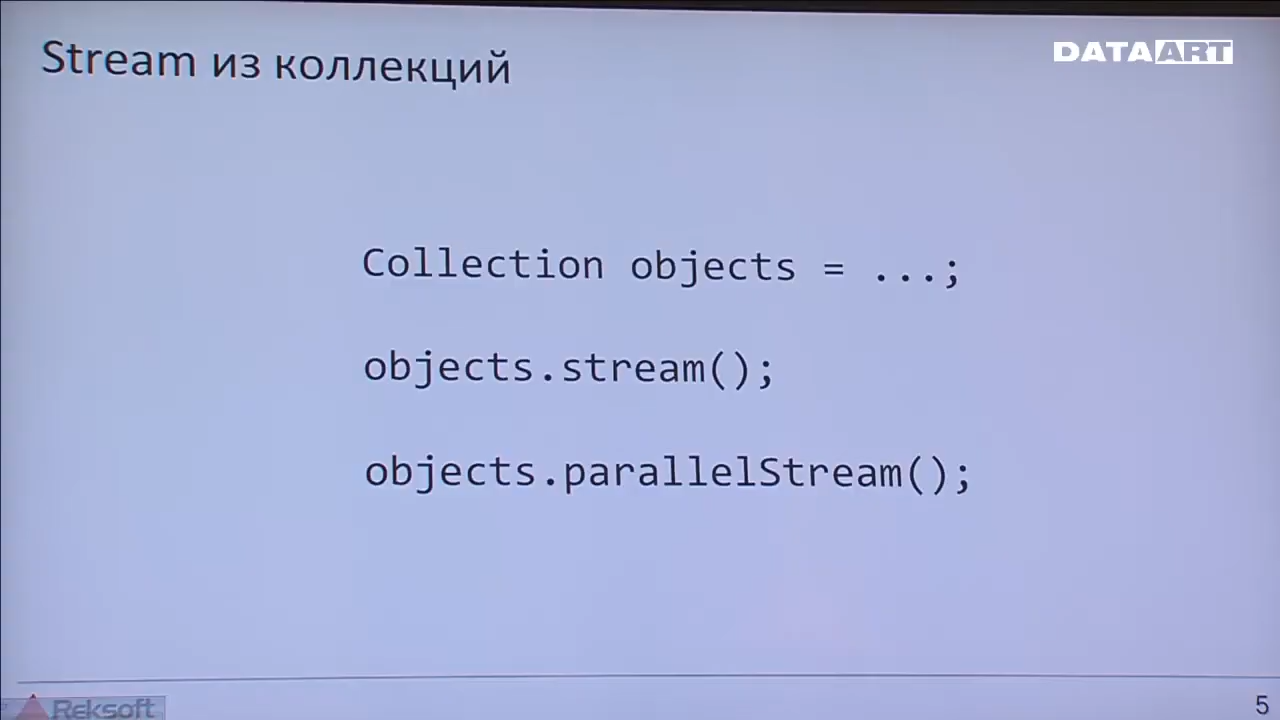 Stream из коллекций
DATAART
Collection objects = ...;
objects.stream();
objects.parallelStream();
Reksoft
5